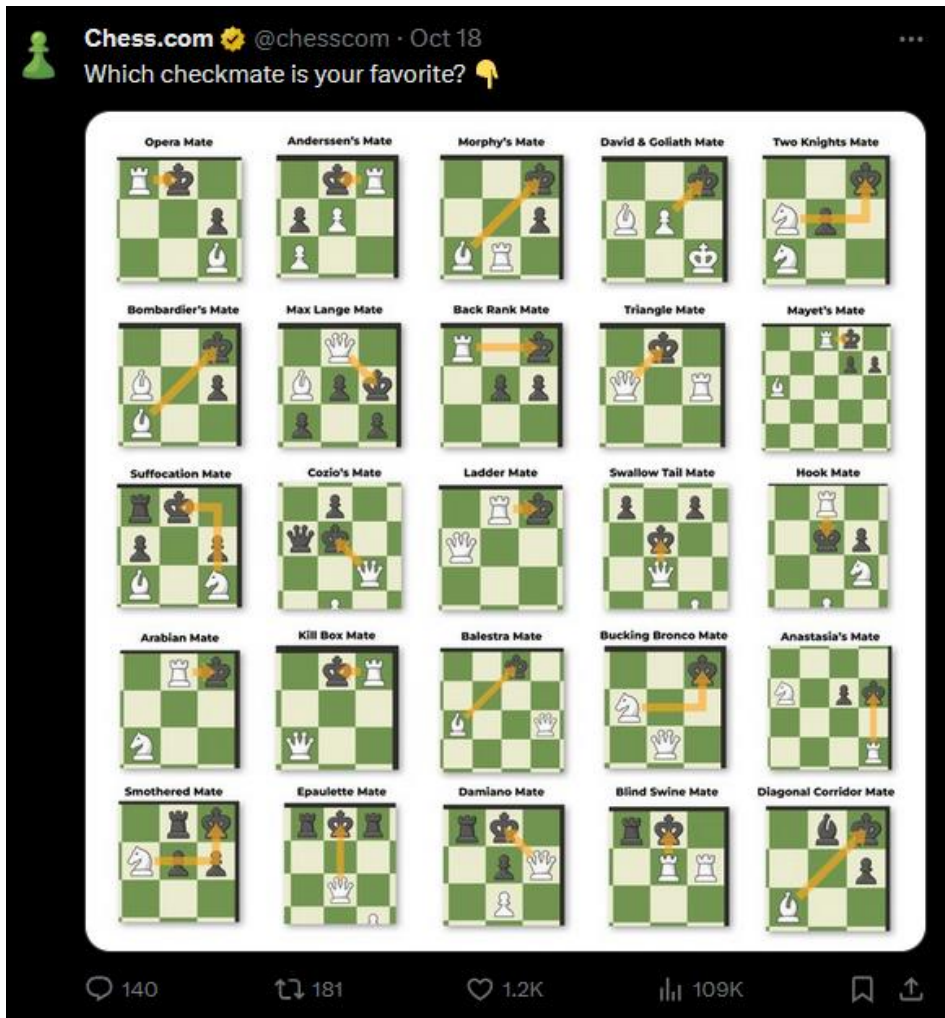 Chess.com @chesscom · Oct 18
Which checkmate is your favorite?
Opera Mate
Anderssen's Mate
Morphy's Mate
David & Goliath Mate
Two Knights Mate
Bombardier's Mate
Max Lange Mate
Back Rank Mate
Triangle Mate
Mayet's Mate
Suffocation Mate
Cozio's Mate
Ladder Mate
Swallow Tail Mate
Hook Mate
Arabian Mate
Kill Box Mate
Balestra Mate
Bucking Bronco Mate
Anastasia's Mate
Smothered Mate
Epaulette Mate
Damiano Mate
Blind Swine Mate
Diagonal Corridor Mate
140 181 1.2K 109K